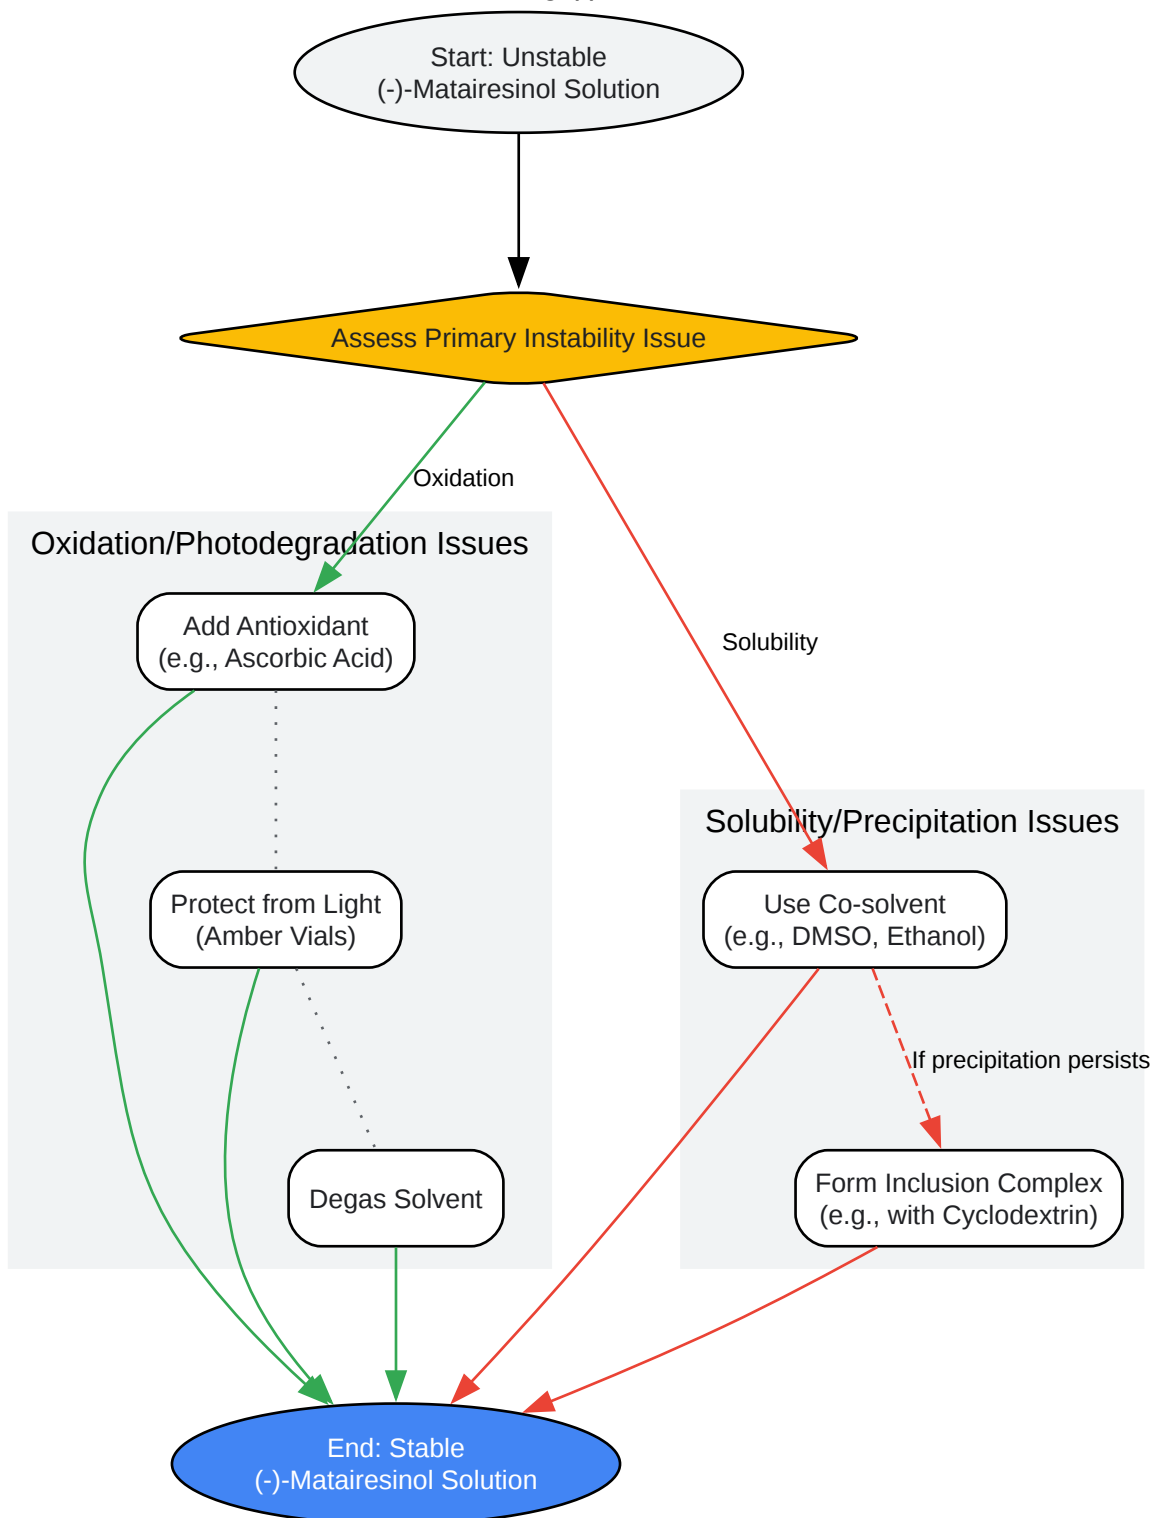 Start: Unstable
(-)-Matairesinol Solution
Assess Primary Instability Issue
Oxidation
Oxidation/Photodegradation Issues
Add Antioxidant
(e.g., Ascorbic Acid)
Solubility
Solubility/Precipitation Issues
Protect from Light
(Amber Vials)
Use Co-solvent
(e.g., DMSO, Ethanol)
If precipitation persists
Degas Solvent
Form Inclusion Complex
(e.g., with Cyclodextrin)
End: Stable
(-)-Matairesinol Solution